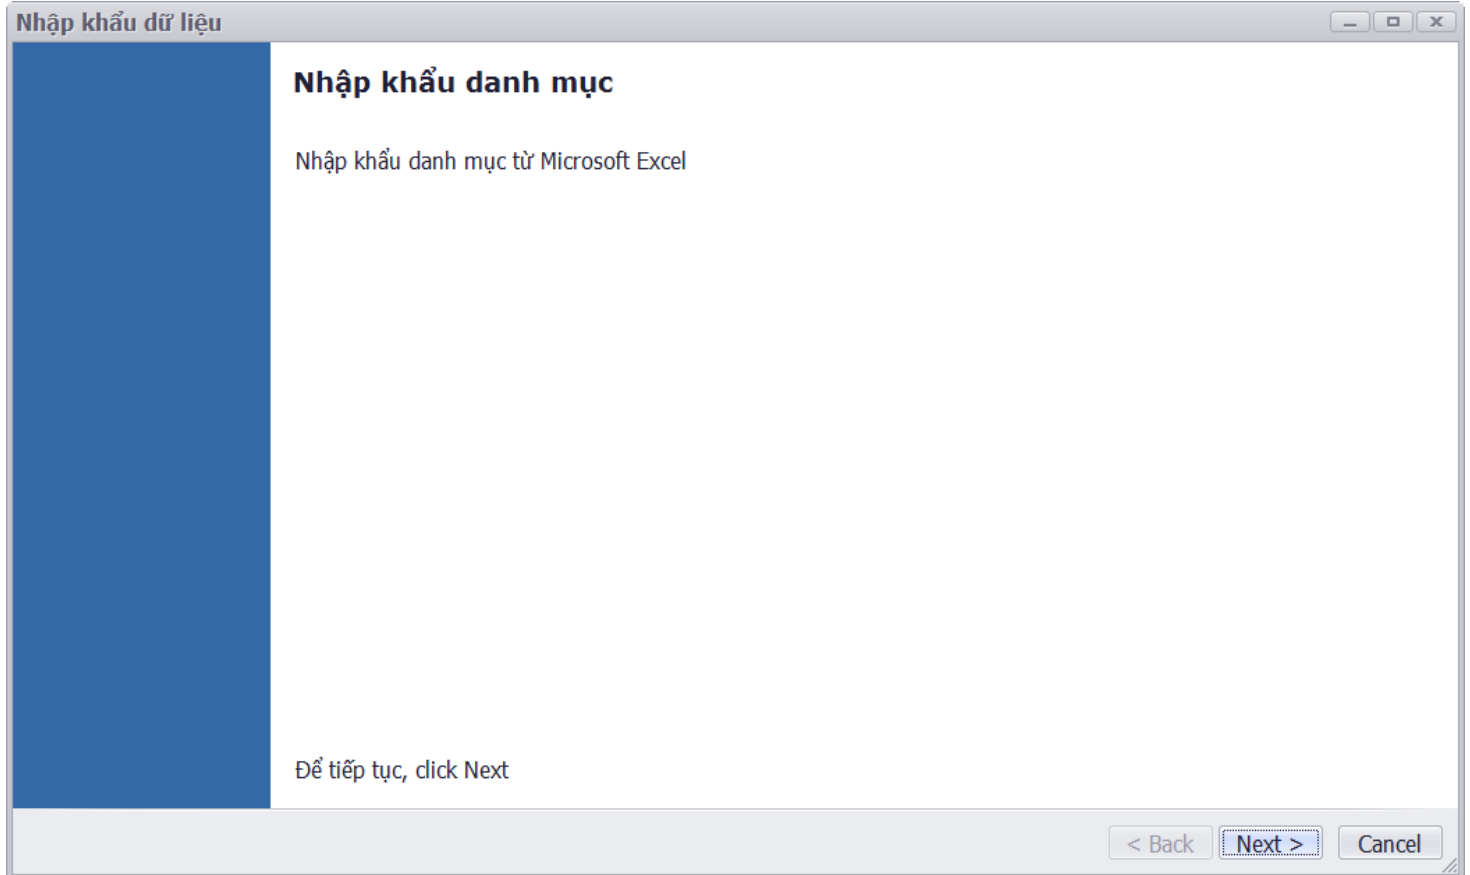 Nhập khẩu dữ liệu
Nhập khẩu danh mục
Nhập khẩu danh mục từ Microsoft Excel
Để tiếp tục, click Next
< Back Next > Cancel